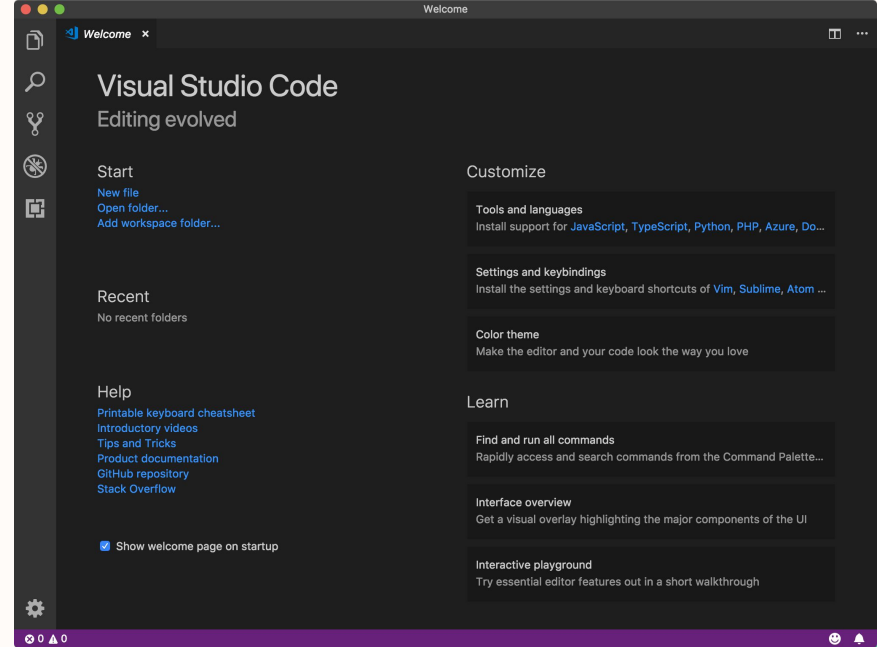 Welcome
Welcome
Visual Studio Code
Editing evolved
Start
New file
Open folder...
Add workspace folder...
Recent
No recent folders
Help
Printable keyboard cheatsheet
Introductory videos
Tips and Tricks
Product documentation
GitHub repository
Stack Overflow
Show welcome page on startup
Customize
Tools and languages
Install support for JavaScript, TypeScript, Python, PHP, Azure, Do...
Settings and keybindings
Install the settings and keyboard shortcuts of Vim, Sublime, Atom ...
Color theme
Make the editor and your code look the way you love
Learn
Find and run all commands
Rapidly access and search commands from the Command Palette...
Interface overview
Get a visual overlay highlighting the major components of the UI
Interactive playground
Try essential editor features out in a short walkthrough
0 0